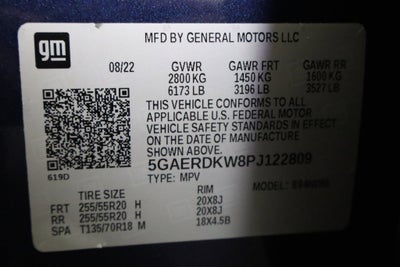 gm
MFD BY GENERAL MOTORS LLC
08/22 GVWR GAWR FRT GAWR RR
2800 KG 1450 KG 1600 KG
6173 LB 3196 LB 3527 LB
THIS VEHICLE CONFORMS TO ALL
APPLICABLE U.S. FEDERAL MOTOR
VEHICLE SAFETY STANDARDS IN EFFECT
ON THE DATE OF MANUFACTURE
SHOWN ABOVE.
5GAERDKW8PJ122809
619D TYPE: MPV MODEL:
TIRE SIZE RIM
FRT 255/55R20 H 20X8J
RR 255/55R20 H 20X8J
SPA T135/70R18 M 18X4.5B